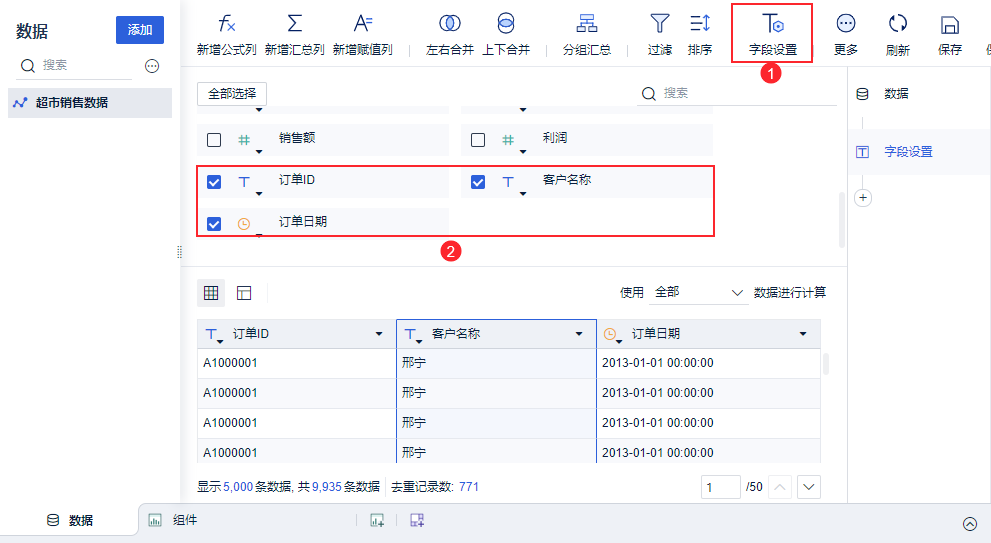 数据
添加
搜索
超市销售数据
新增公式列 新增汇总列 新增赋值列 左右合并 上下合并 分组汇总 过滤 排序 字段设置 更多 刷新 保存
1
全部选择
搜索
销售额 利润
订单ID 客户名称
订单日期
2
数据
字段设置
使用 全部 数据进行计算
订单ID 客户名称 订单日期
A1000001 邢宁 2013-01-01 00:00:00
A1000001 邢宁 2013-01-01 00:00:00
A1000001 邢宁 2013-01-01 00:00:00
A1000001 邢宁 2013-01-01 00:00:00
显示 5,000 条数据, 共 9,935 条数据 去重记录数: 771
1 /50
数据 组件